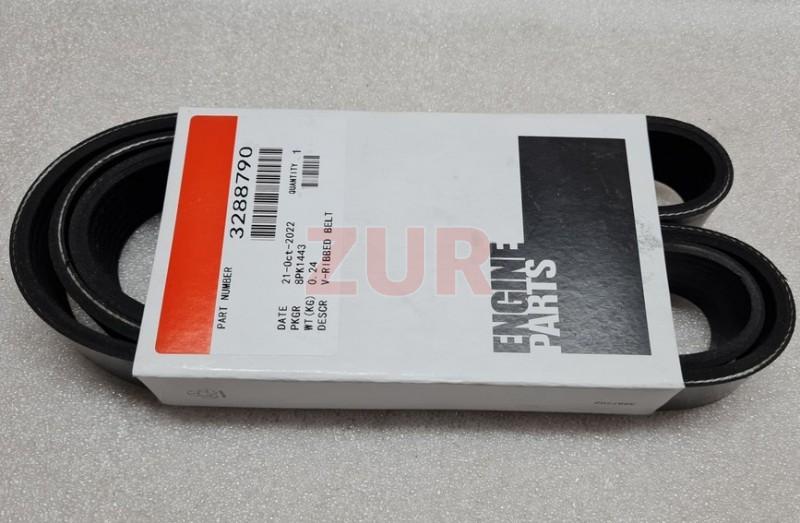 PART NUMBER
3288790
QUANTITY 1
DATE 21-Oct-2022
PKGR 8PK1443
WT(KG) 0.24
DESCR V-RIBBED BELT
ENGINE
PARTS
ZUR